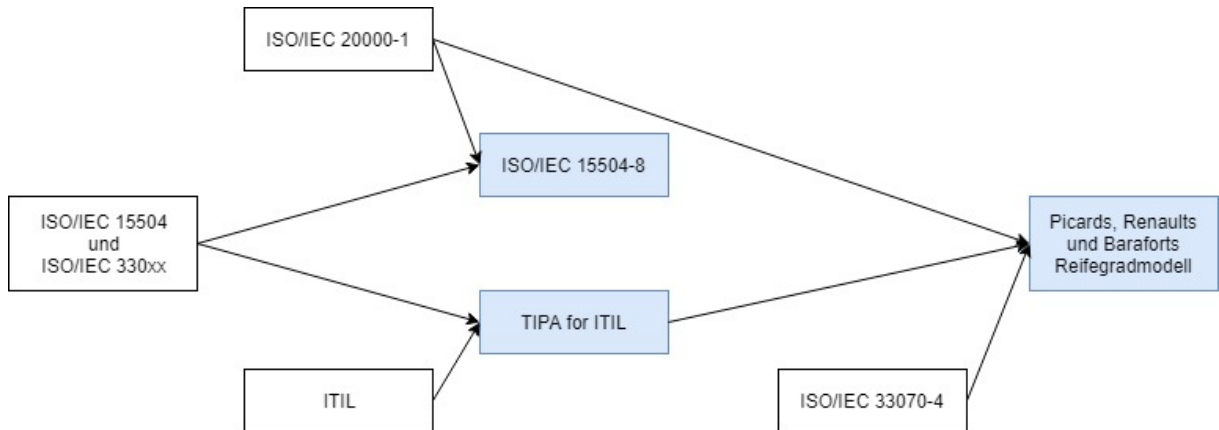 ISO/IEC 20000-1
ISO/IEC 15504-8
ISO/IEC 15504
und
ISO/IEC 330xx
Picards, Renaults
und Baraforts
Reifegradmodell
TIPA for ITIL
ITIL
ISO/IEC 33070-4